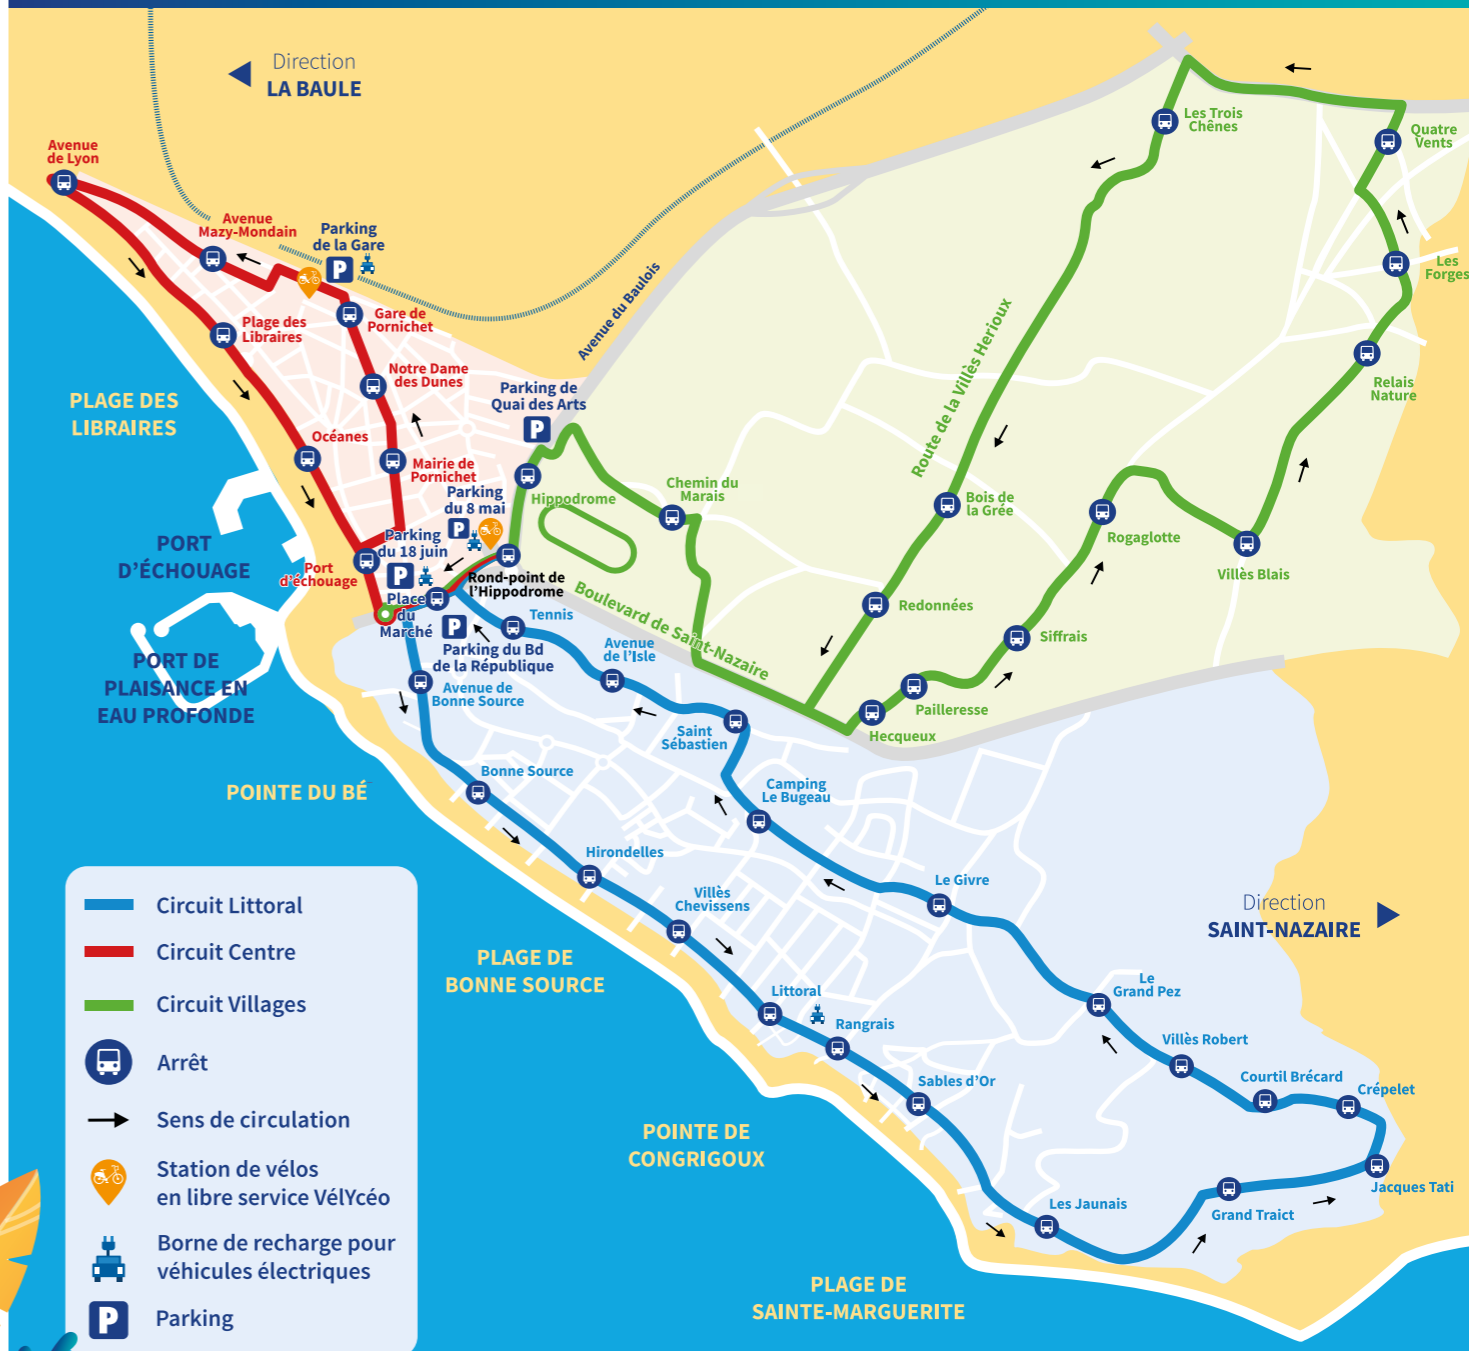 Direction
LA BAULE
Avenue
de Lyon
Avenue
Mazy-Mondain
Parking
de la Gare
P
Plage des
Libraires
Gare de
Pornichet
Notre Dame
des Dunes
Océanes
Mairie de
Pornichet
Parking
du 8 mai
P
Parking
du 18 juin
P
Port
d'échouage
Place
du
Marché
Rond-point de
l'Hippodrome
P
Parking du Bd
de la République
Parking de
Quai des Arts
P
Hippodrome
Avenue du Baulois
Chemin du
Marais
Boulevard de Saint-Nazaire
Route de la Villès Herioux
Les Trois
Chênes
Quatre
Vents
Les
Forges
Relais
Nature
Villès Blais
Rogaglotte
Siffrais
Pailleresse
Hecqueux
Bois de
la Grée
Redonnées
Tennis
Avenue
de l'Isle
Saint
Sébastien
Camping
Le Bugeau
Le Givre
Le
Grand Pez
Villès Robert
Courtil Brécard
Crépelet
Jacques Tati
Grand Traict
Les Jaunais
Sables d'Or
Rangrais
Littoral
Villès
Chevissens
Hirondelles
Bonne Source
Avenue de
Bonne Source
PLAGE DES
LIBRAIRES
PORT
D'ÉCHOUAGE
PORT DE
PLAISANCE EN
EAU PROFONDE
POINTE DU BÉ
PLAGE DE
BONNE SOURCE
POINTE DE
CONGRIGOUX
PLAGE DE
SAINTE-MARGUERITE
Direction
SAINT-NAZAIRE
Circuit Littoral
Circuit Centre
Circuit Villages
Arrêt
Sens de circulation
Station de vélos
en libre service VélYcéo
Borne de recharge pour
véhicules électriques
P
Parking